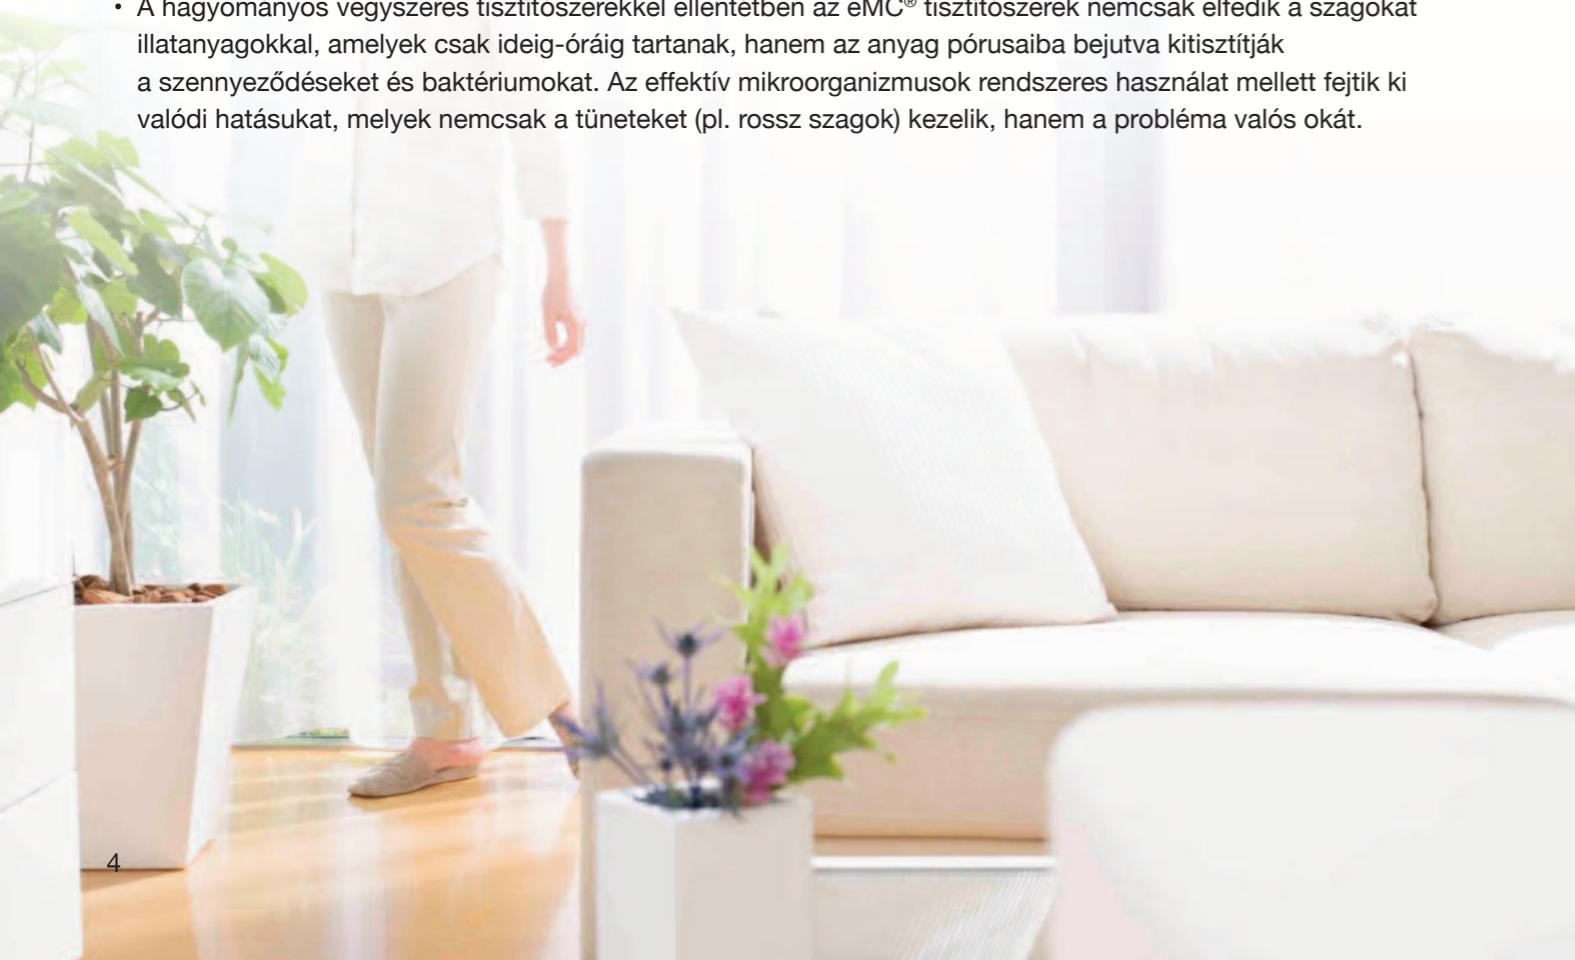 • A hagyományos vegyszeres tisztítószerekkel ellentétben az eMC® tisztítószerek nemcsak elfedik a szagokat
illatanyagokkal, amelyek csak ideig-óráig tartanak, hanem az anyag pórusaiba bejutva kitisztítják
a szennyeződéseket és baktériumokat. Az effektív mikroorganizmusok rendszeres használat mellett fejtik ki
valódi hatásukat, melyek nemcsak a tüneteket (pl. rossz szagok) kezelik, hanem a probléma valós okát.
4